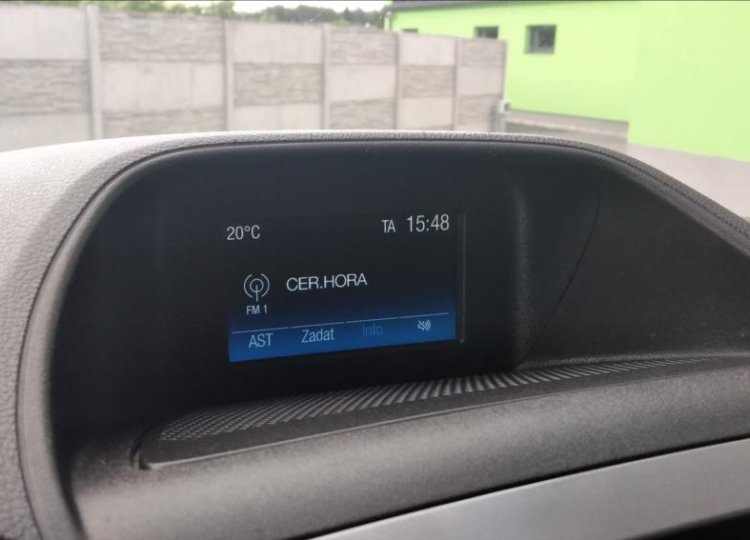 20°C TA 15:48
CER.HORA
FM 1
AST Zadat Info